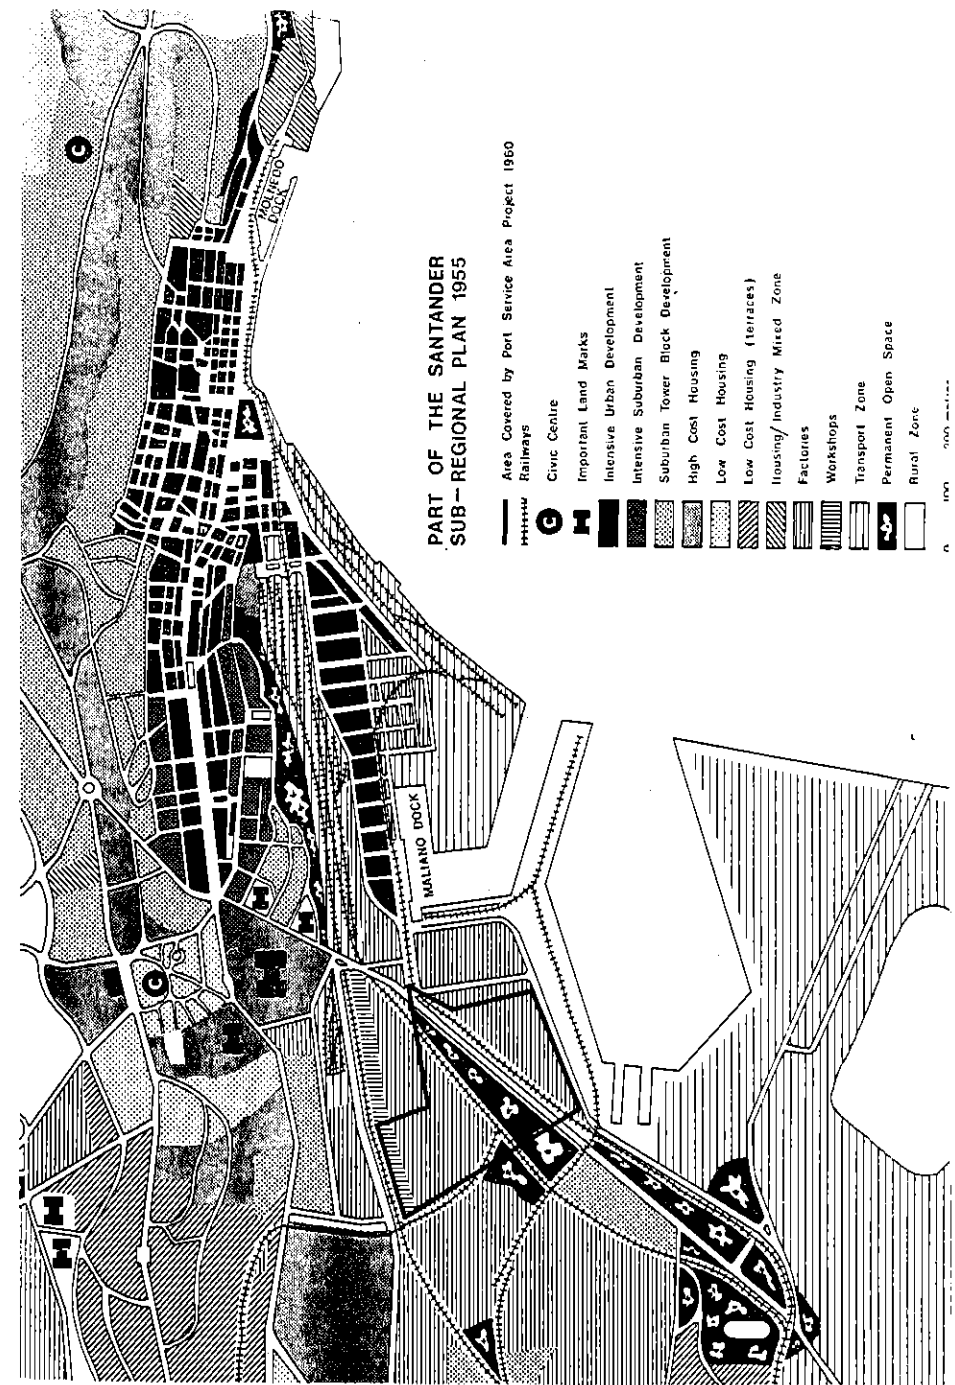 PART OF THE SANTANDER
SUB-REGIONAL PLAN 1955
Area Covered by Port Service Area Project 1960
Railways
C Civic Centre
H Important Land Marks
Intensive Urban Development
Intensive Suburban Development
Suburban Tower Block Development
High Cost Housing
Low Cost Housing
Low Cost Housing (terraces)
Housing/Industry Mixed Zone
Factories
Workshops
Transport Zone
Permanent Open Space
Rural Zone
0 100 200
MOLNEDO
DOCK
MALIANO DOCK
C
C
H
H
H
H
H
H